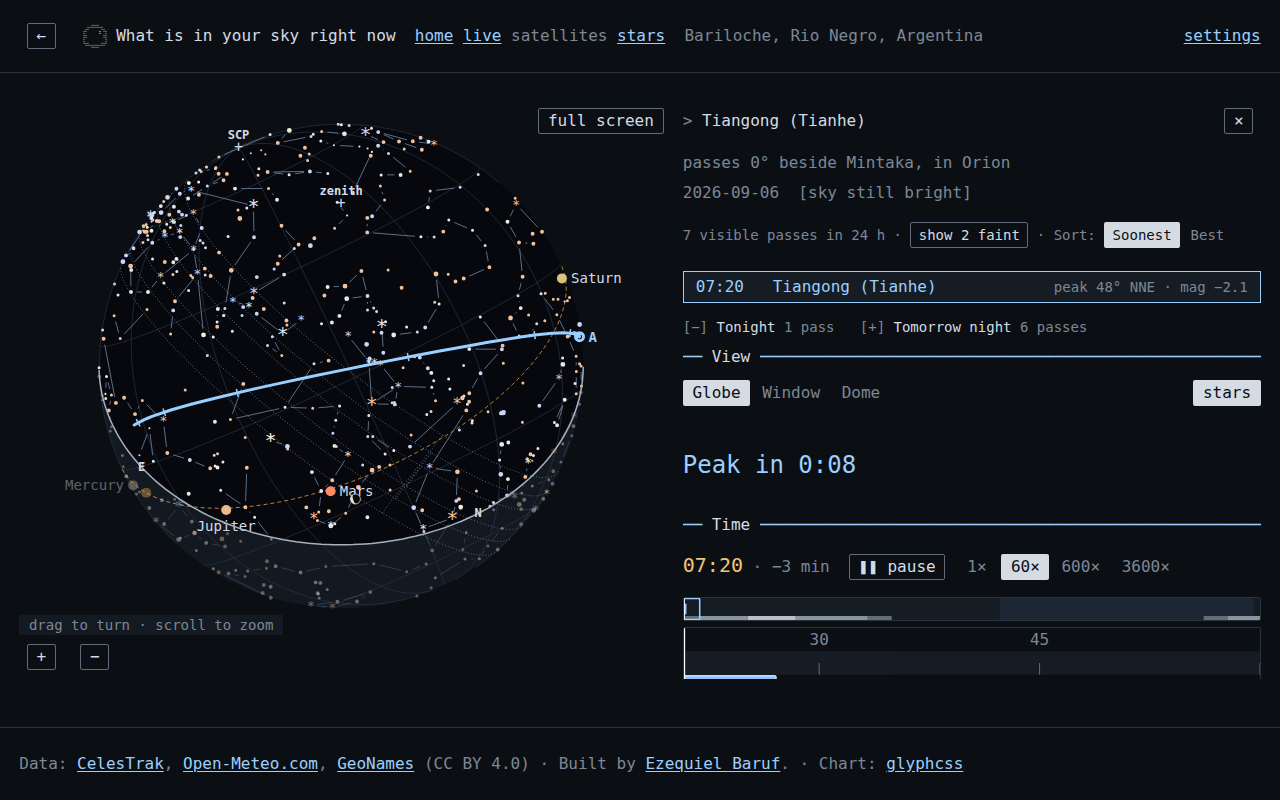 ← What is in your sky right now home live satellites stars Bariloche, Rio Negro, Argentina settings
full screen
SCP
zenith
Saturn
A
E
Mercury
Mars
Jupiter
N
drag to turn · scroll to zoom
+ −
> Tiangong (Tianhe) ×
passes 0° beside Mintaka, in Orion
2026-09-06 [sky still bright]
7 visible passes in 24 h · show 2 faint · Sort: Soonest Best
07:20 Tiangong (Tianhe) peak 48° NNE · mag −2.1
[−] Tonight 1 pass [+] Tomorrow night 6 passes
View
Globe Window Dome stars
Peak in 0:08
Time
07:20 · −3 min ❚❚ pause 1× 60× 600× 3600×
30 45
Data: CelesTrak, Open-Meteo.com, GeoNames (CC BY 4.0) · Built by Ezequiel Baruf. · Chart: glyphcss